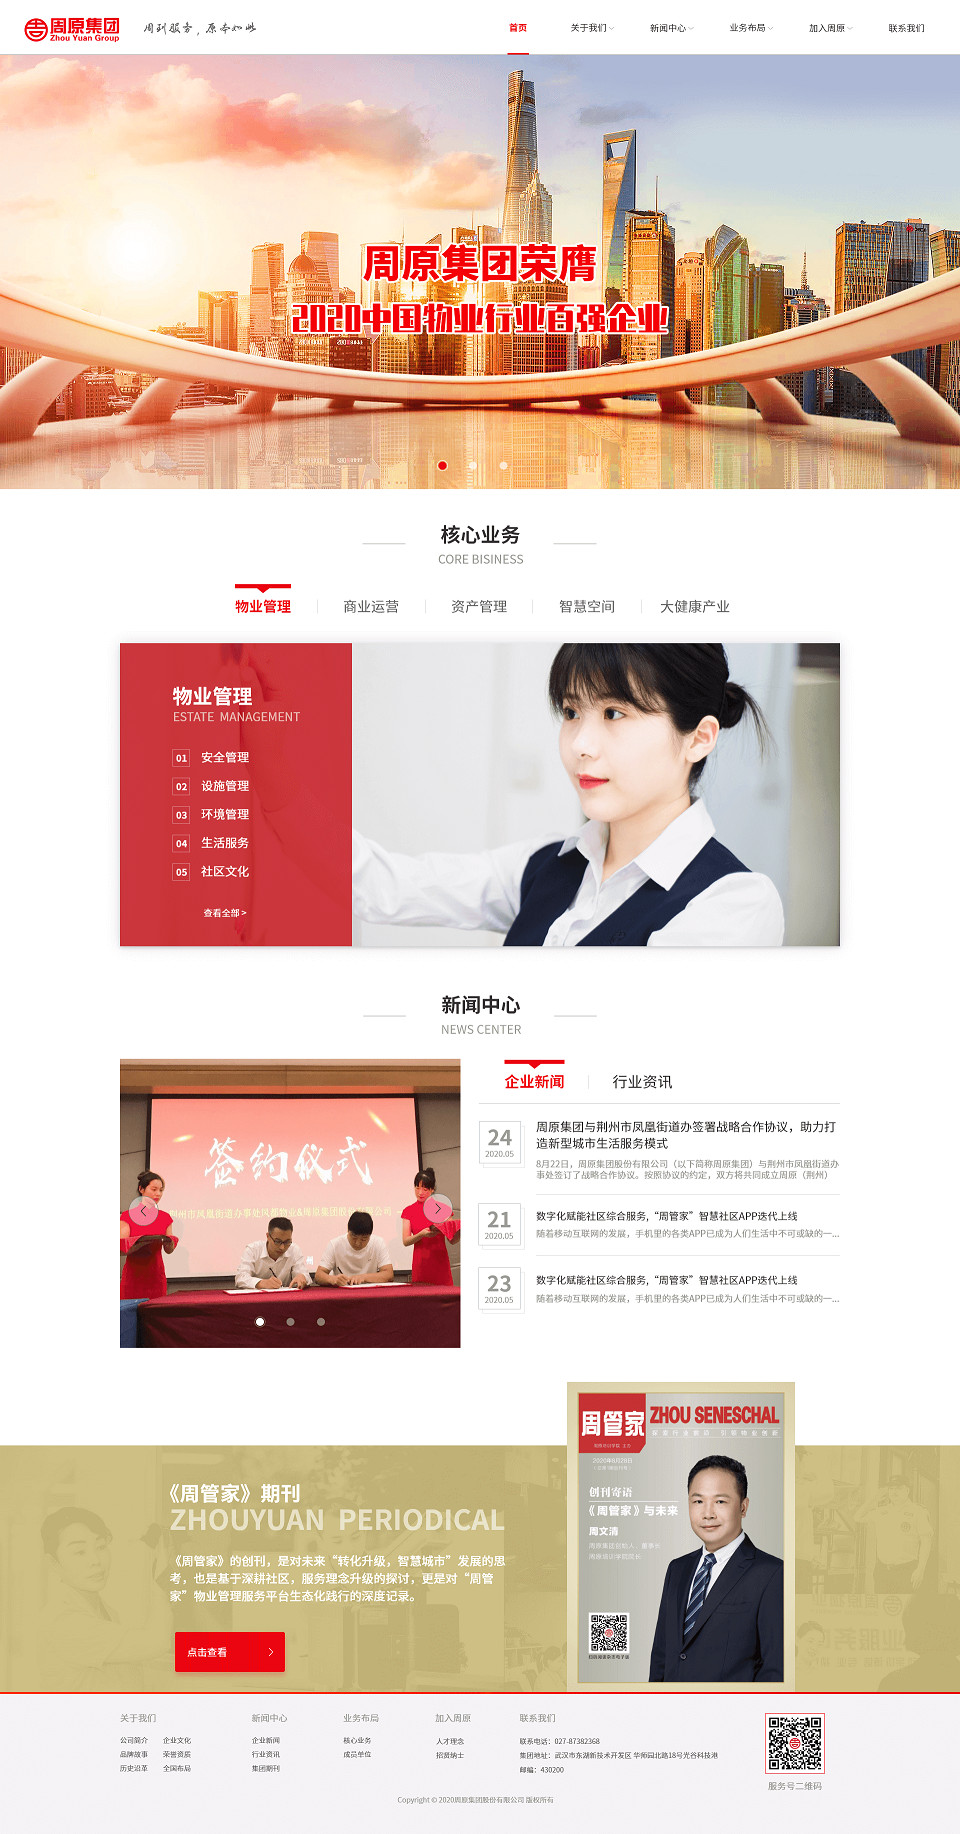 周原集团
Zhou Yuan Group
周到服务，原本如此
首页
关于我们
新闻中心
业务布局
加入周原
联系我们
周原集团荣膺
2020中国物业行业百强企业
核心业务
CORE BISINESS
物业管理
商业运营
资产管理
智慧空间
大健康产业
物业管理
ESTATE MANAGEMENT
01 安全管理
02 设施管理
03 环境管理
04 生活服务
05 社区文化
查看全部 >
新闻中心
NEWS CENTER
签约仪式
荆州市凤凰街道办事处凤都物业&周原集团股份有限公司
企业新闻
行业资讯
24
2020.05
周原集团与荆州市凤凰街道办签署战略合作协议，助力打
造新型城市生活服务模式
8月22日，周原集团股份有限公司（以下简称周原集团）与荆州市凤凰街道办
事处签订了战略合作协议。按照协议的约定，双方将共同成立周原（荆州）
21
2020.05
数字化赋能社区综合服务,“周管家”智慧社区APP迭代上线
随着移动互联网的发展，手机里的各类APP已成为人们生活中不可或缺的一...
23
2020.05
数字化赋能社区综合服务,“周管家”智慧社区APP迭代上线
随着移动互联网的发展，手机里的各类APP已成为人们生活中不可或缺的一...
周管家
ZHOU SENESCHAL
2020年8月28日
创刊寄语
《周管家》与未来
周文清
周原集团创始人、董事长
周原培训学院院长
《周管家》期刊
ZHOUYUAN PERIODICAL
《周管家》的创刊，是对未来“转化升级，智慧城市”发展的思
考，也是基于深耕社区，服务理念升级的探讨，更是对“周管
家”物业管理服务平台生态化践行的深度记录。
点击查看
关于我们
公司简介 企业文化
品牌故事 荣誉资质
历史沿革 全国布局
新闻中心
企业新闻
行业资讯
集团期刊
业务布局
核心业务
成员单位
加入周原
人才理念
招贤纳士
联系我们
联系电话：027-87382368
集团地址：武汉市东湖新技术开发区 华师园北路18号光谷科技港
邮编：430200
服务号二维码
Copyright © 2020周原集团股份有限公司 版权所有